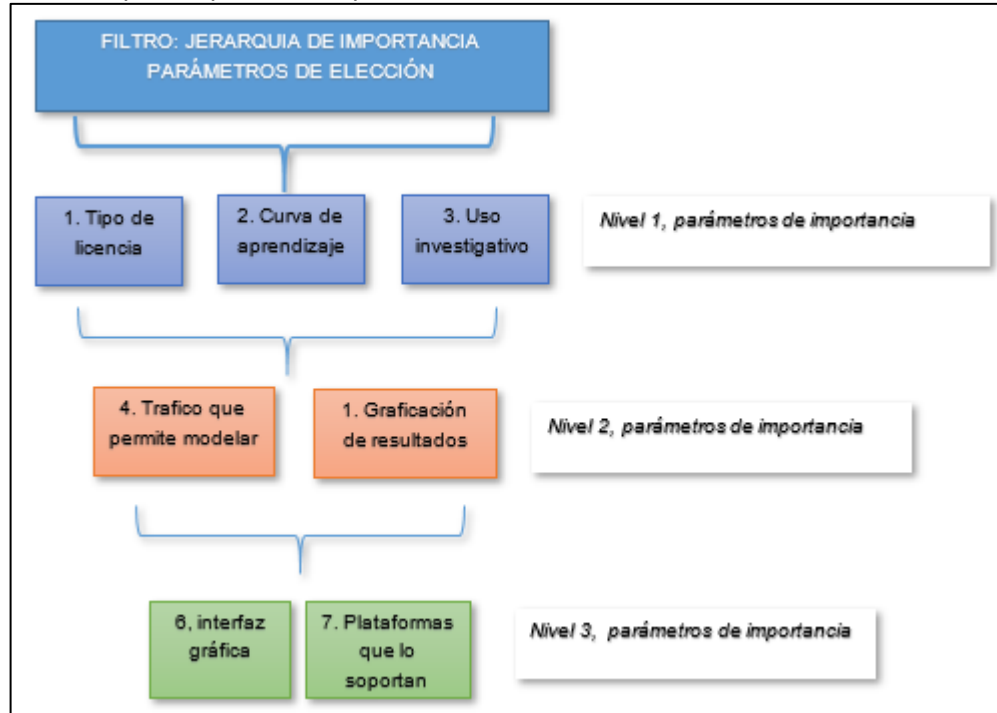 FILTRO: JERARQUIA DE IMPORTANCIA
PARÁMETROS DE ELECCIÓN
1. Tipo de
licencia
2. Curva de
aprendizaje
3. Uso
investigativo
Nivel 1, parámetros de importancia
4. Trafico que
permite modelar
1. Graficación
de resultados
Nivel 2, parámetros de importancia
6, interfaz
gráfica
7. Plataformas
que lo
soportan
Nivel 3, parámetros de importancia